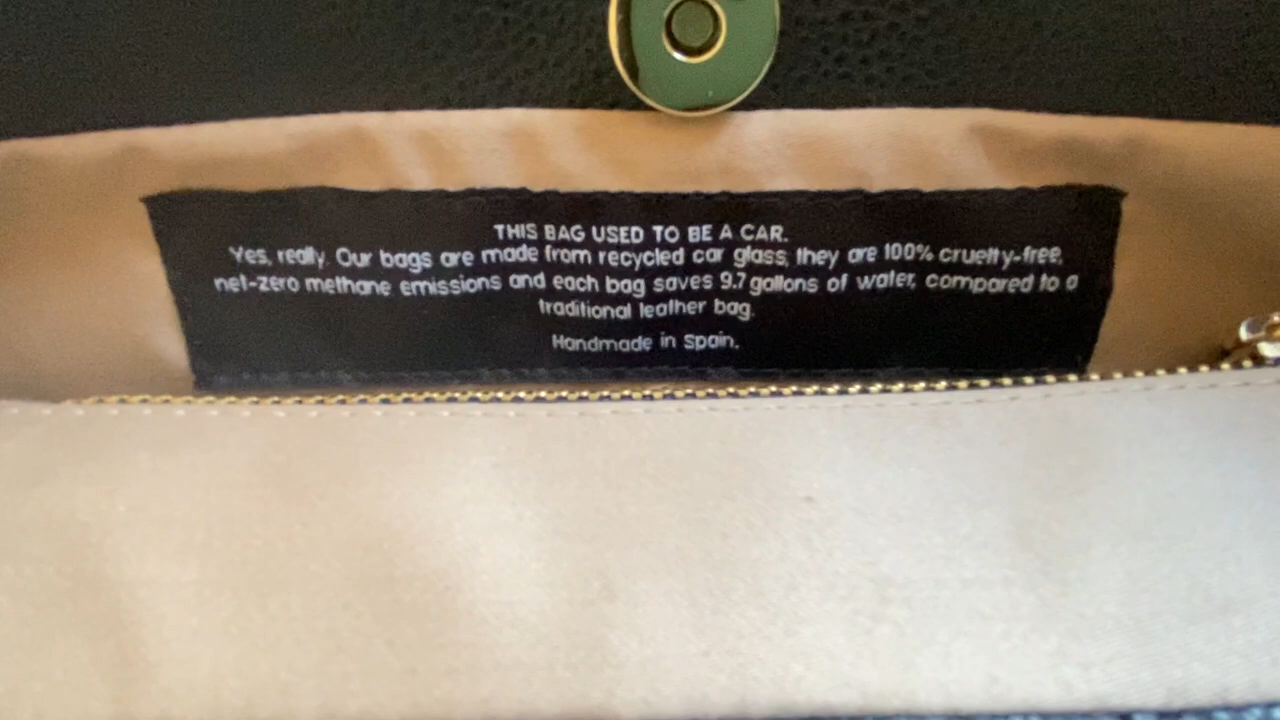 THIS BAG USED TO BE A CAR.
Yes, really. Our bags are made from recycled car glass, they are 100% cruelty-free,
net-zero methane emissions and each bag saves 9.7 gallons of water, compared to a
traditional leather bag.
Handmade in Spain.